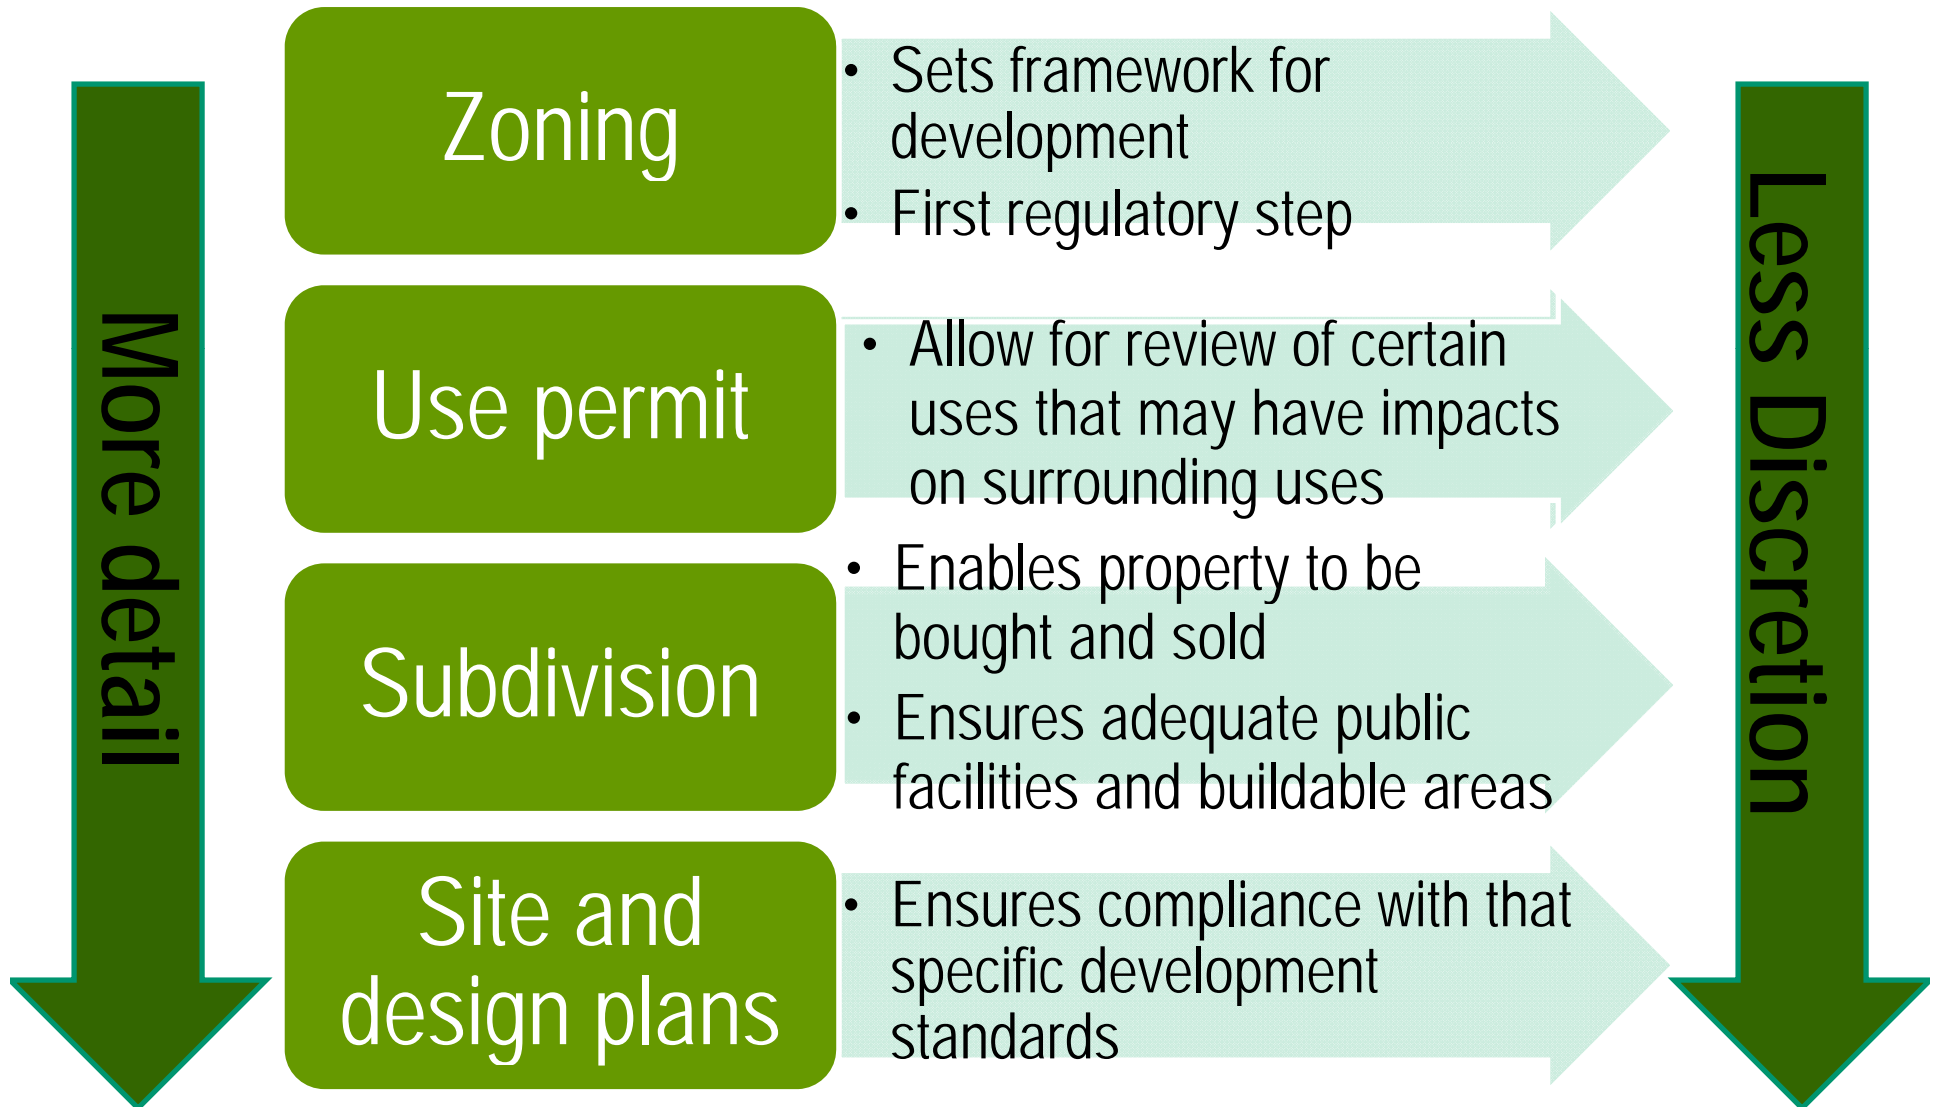 More detail
Zoning
• Sets framework for
development
• First regulatory step
Use permit
• Allow for review of certain
uses that may have impacts
on surrounding uses
Subdivision
• Enables property to be
bought and sold
• Ensures adequate public
facilities and buildable areas
Site and
design plans
• Ensures compliance with that
specific development
standards
Less Discretion